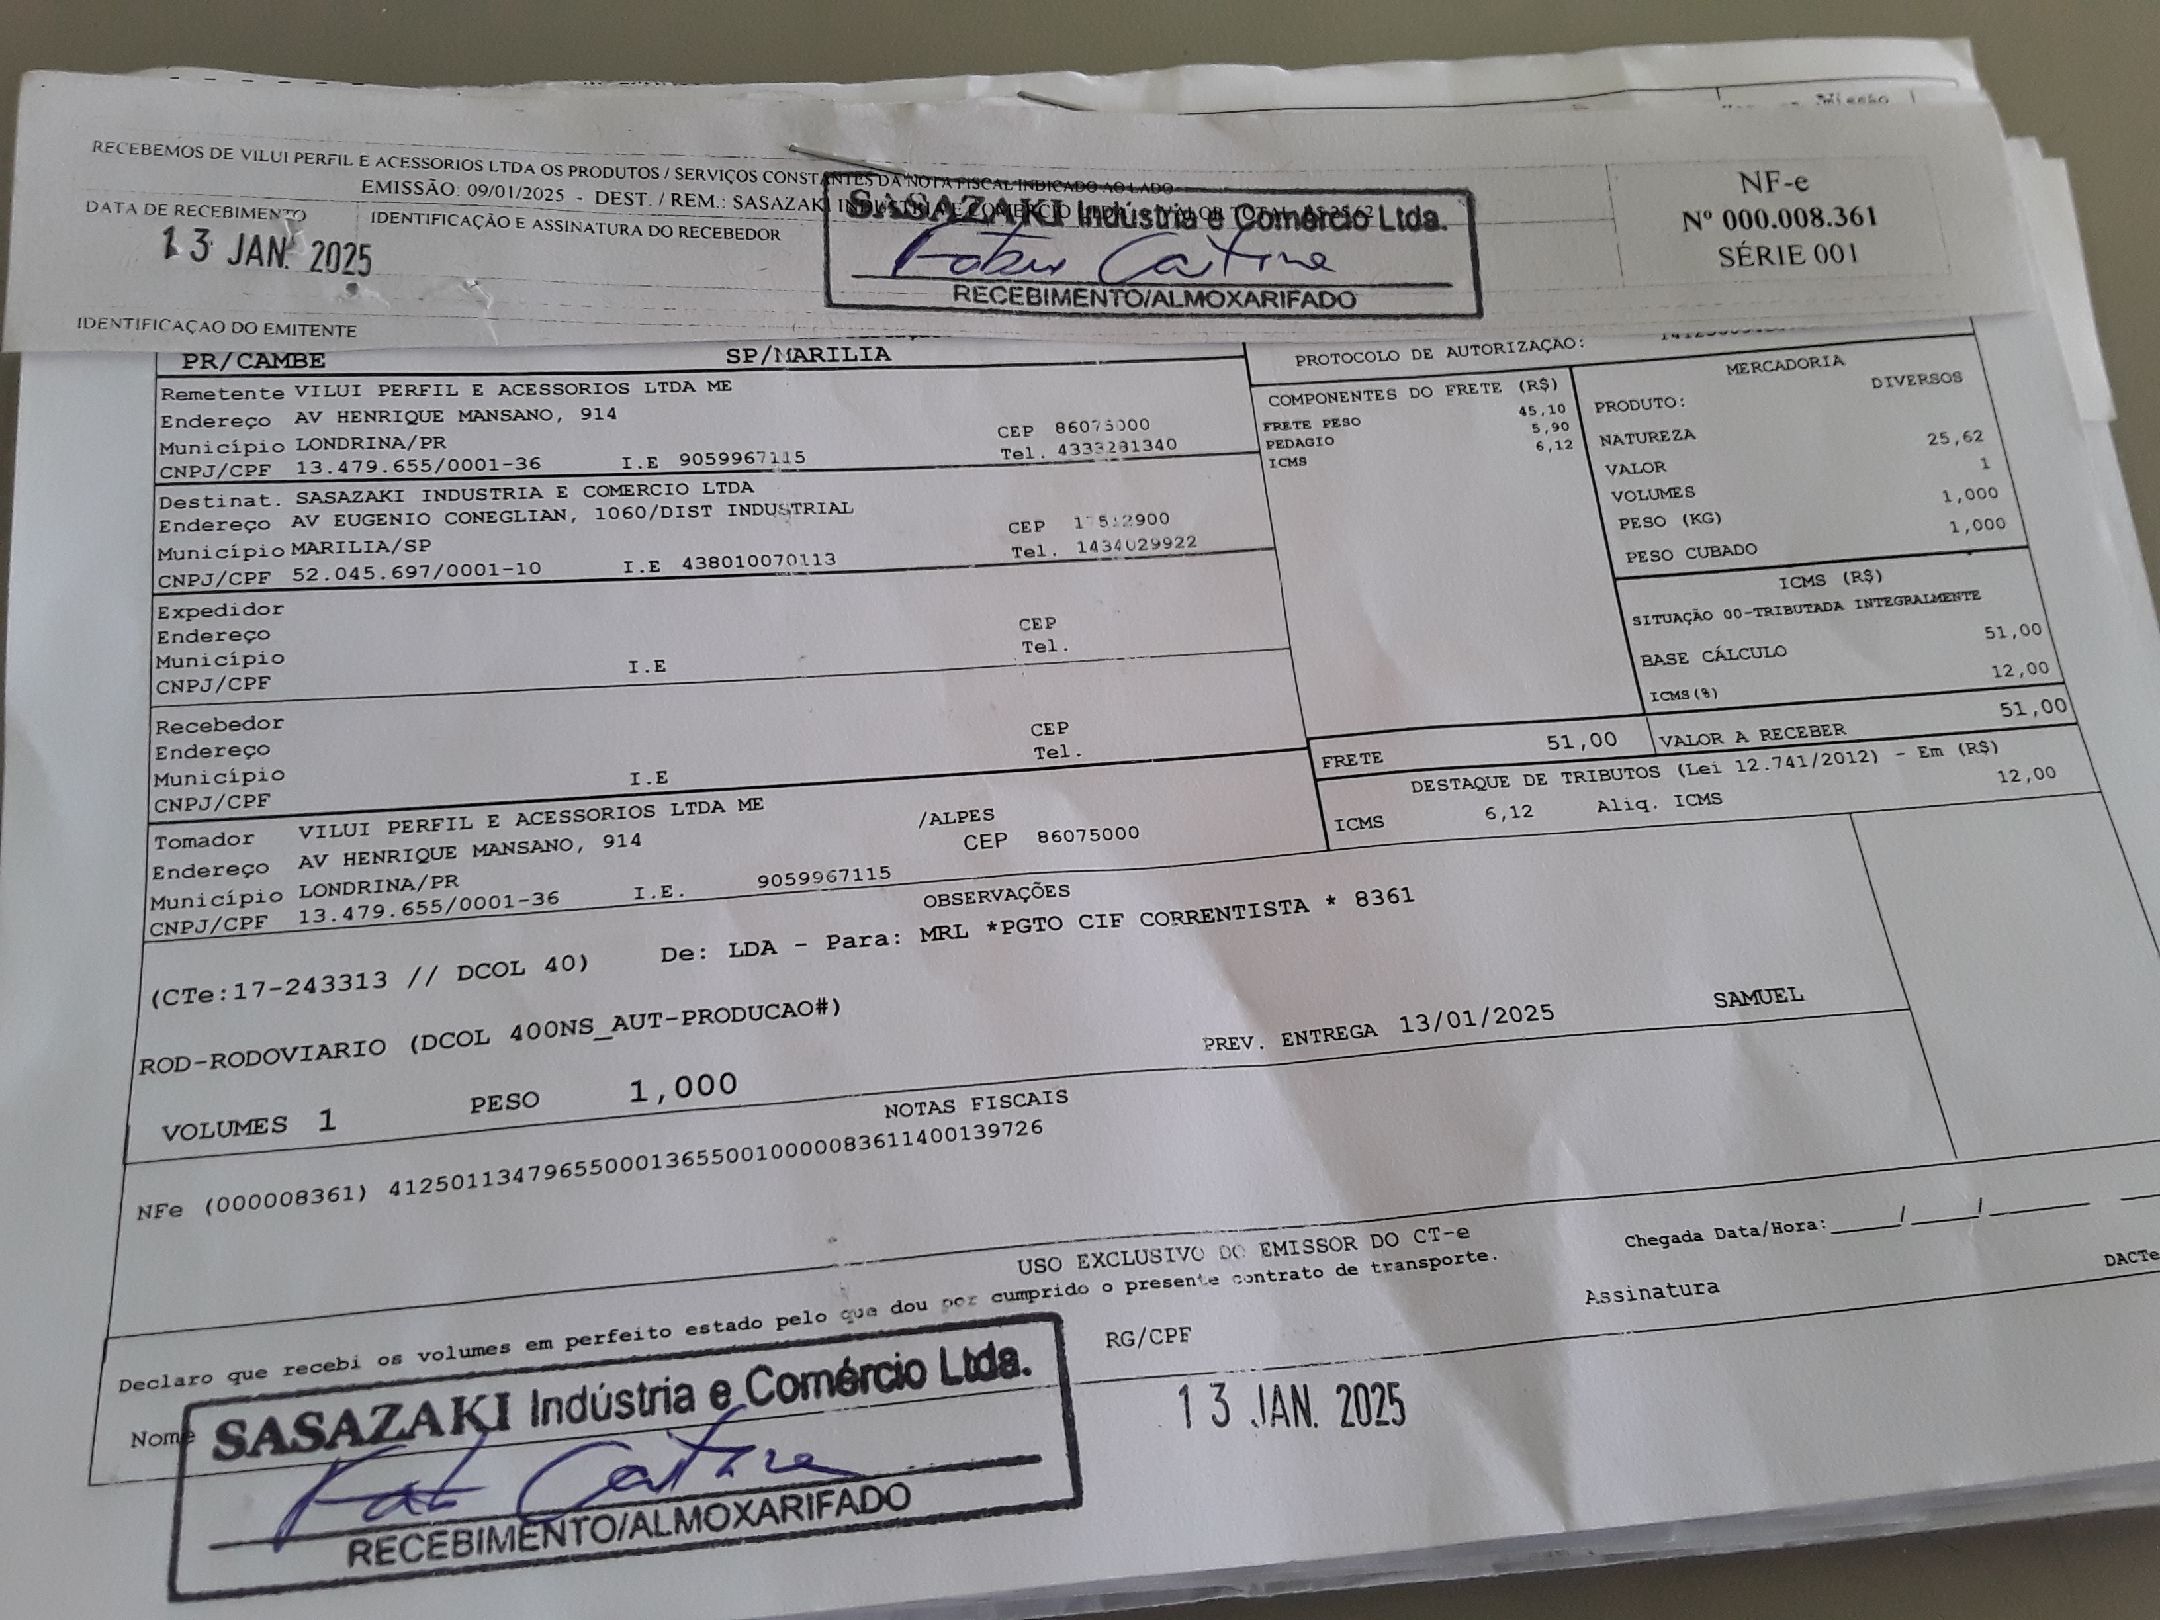 RECEBEMOS DE VILUI PERFIL E ACESSORIOS LTDA OS PRODUTOS / SERVIÇOS CONSTANTES DA NOTA FISCAL INDICADO AO LADO
EMISSÃO: 09/01/2025 - DEST. / REM.: SASAZAKI INDUSTRIA E COMERCIO
DATA DE RECEBIMENTO
IDENTIFICAÇÃO E ASSINATURA DO RECEBEDOR
13 JAN. 2025
SASAZAKI Indústria e Comércio Ltda.
RECEBIMENTO/ALMOXARIFADO
NF-e
Nº 000.008.361
SÉRIE 001
IDENTIFICAÇAO DO EMITENTE
PR/CAMBE SP/MARILIA
PROTOCOLO DE AUTORIZAÇAO:
Remetente VILUI PERFIL E ACESSORIOS LTDA ME
Endereço AV HENRIQUE MANSANO, 914
Município LONDRINA/PR CEP 86075000
CNPJ/CPF 13.479.655/0001-36 I.E 9059967115 Tel. 4333281340
Destinat. SASAZAKI INDUSTRIA E COMERCIO LTDA
Endereço AV EUGENIO CONEGLIAN, 1060/DIST INDUSTRIAL
Município MARILIA/SP CEP
CNPJ/CPF 52.045.697/0001-10 I.E 438010070113 Tel. 1434029922
Expedidor
Endereço
Município CEP
CNPJ/CPF I.E Tel.
Recebedor
Endereço
Município CEP
CNPJ/CPF I.E Tel.
Tomador VILUI PERFIL E ACESSORIOS LTDA ME /ALPES
Endereço AV HENRIQUE MANSANO, 914 CEP 86075000
Município LONDRINA/PR
CNPJ/CPF 13.479.655/0001-36 I.E. 9059967115
COMPONENTES DO FRETE (R$)
FRETE PESO 45,10
PEDAGIO 5,90
ICMS 6,12
MERCADORIA
PRODUTO: DIVERSOS
NATUREZA
VALOR 25,62
VOLUMES 1
PESO (KG) 1,000
PESO CUBADO 1,000
ICMS (R$)
SITUAÇÃO 00-TRIBUTADA INTEGRALMENTE
BASE CÁLCULO 51,00
ICMS(%) 12,00
FRETE 51,00 VALOR A RECEBER 51,00
DESTAQUE DE TRIBUTOS (Lei 12.741/2012) - Em (R$)
ICMS 6,12 Aliq. ICMS 12,00
OBSERVAÇÕES
(CTe:17-243313 // DCOL 40) De: LDA - Para: MRL *PGTO CIF CORRENTISTA * 8361
ROD-RODOVIARIO (DCOL 400NS_AUT-PRODUCAO#)
PREV. ENTREGA 13/01/2025 SAMUEL
VOLUMES 1 PESO 1,000
NOTAS FISCAIS
NFe (000008361) 41250113479655000136550010000083611400139726
USO EXCLUSIVO DO EMISSOR DO CT-e
Declaro que recebi os volumes em perfeito estado pelo que dou por cumprido o presente contrato de transporte.
Chegada Data/Hora: / /
Nome
RG/CPF
Assinatura
DACTe
SASAZAKI Indústria e Comércio Ltda.
RECEBIMENTO/ALMOXARIFADO
13 JAN. 2025